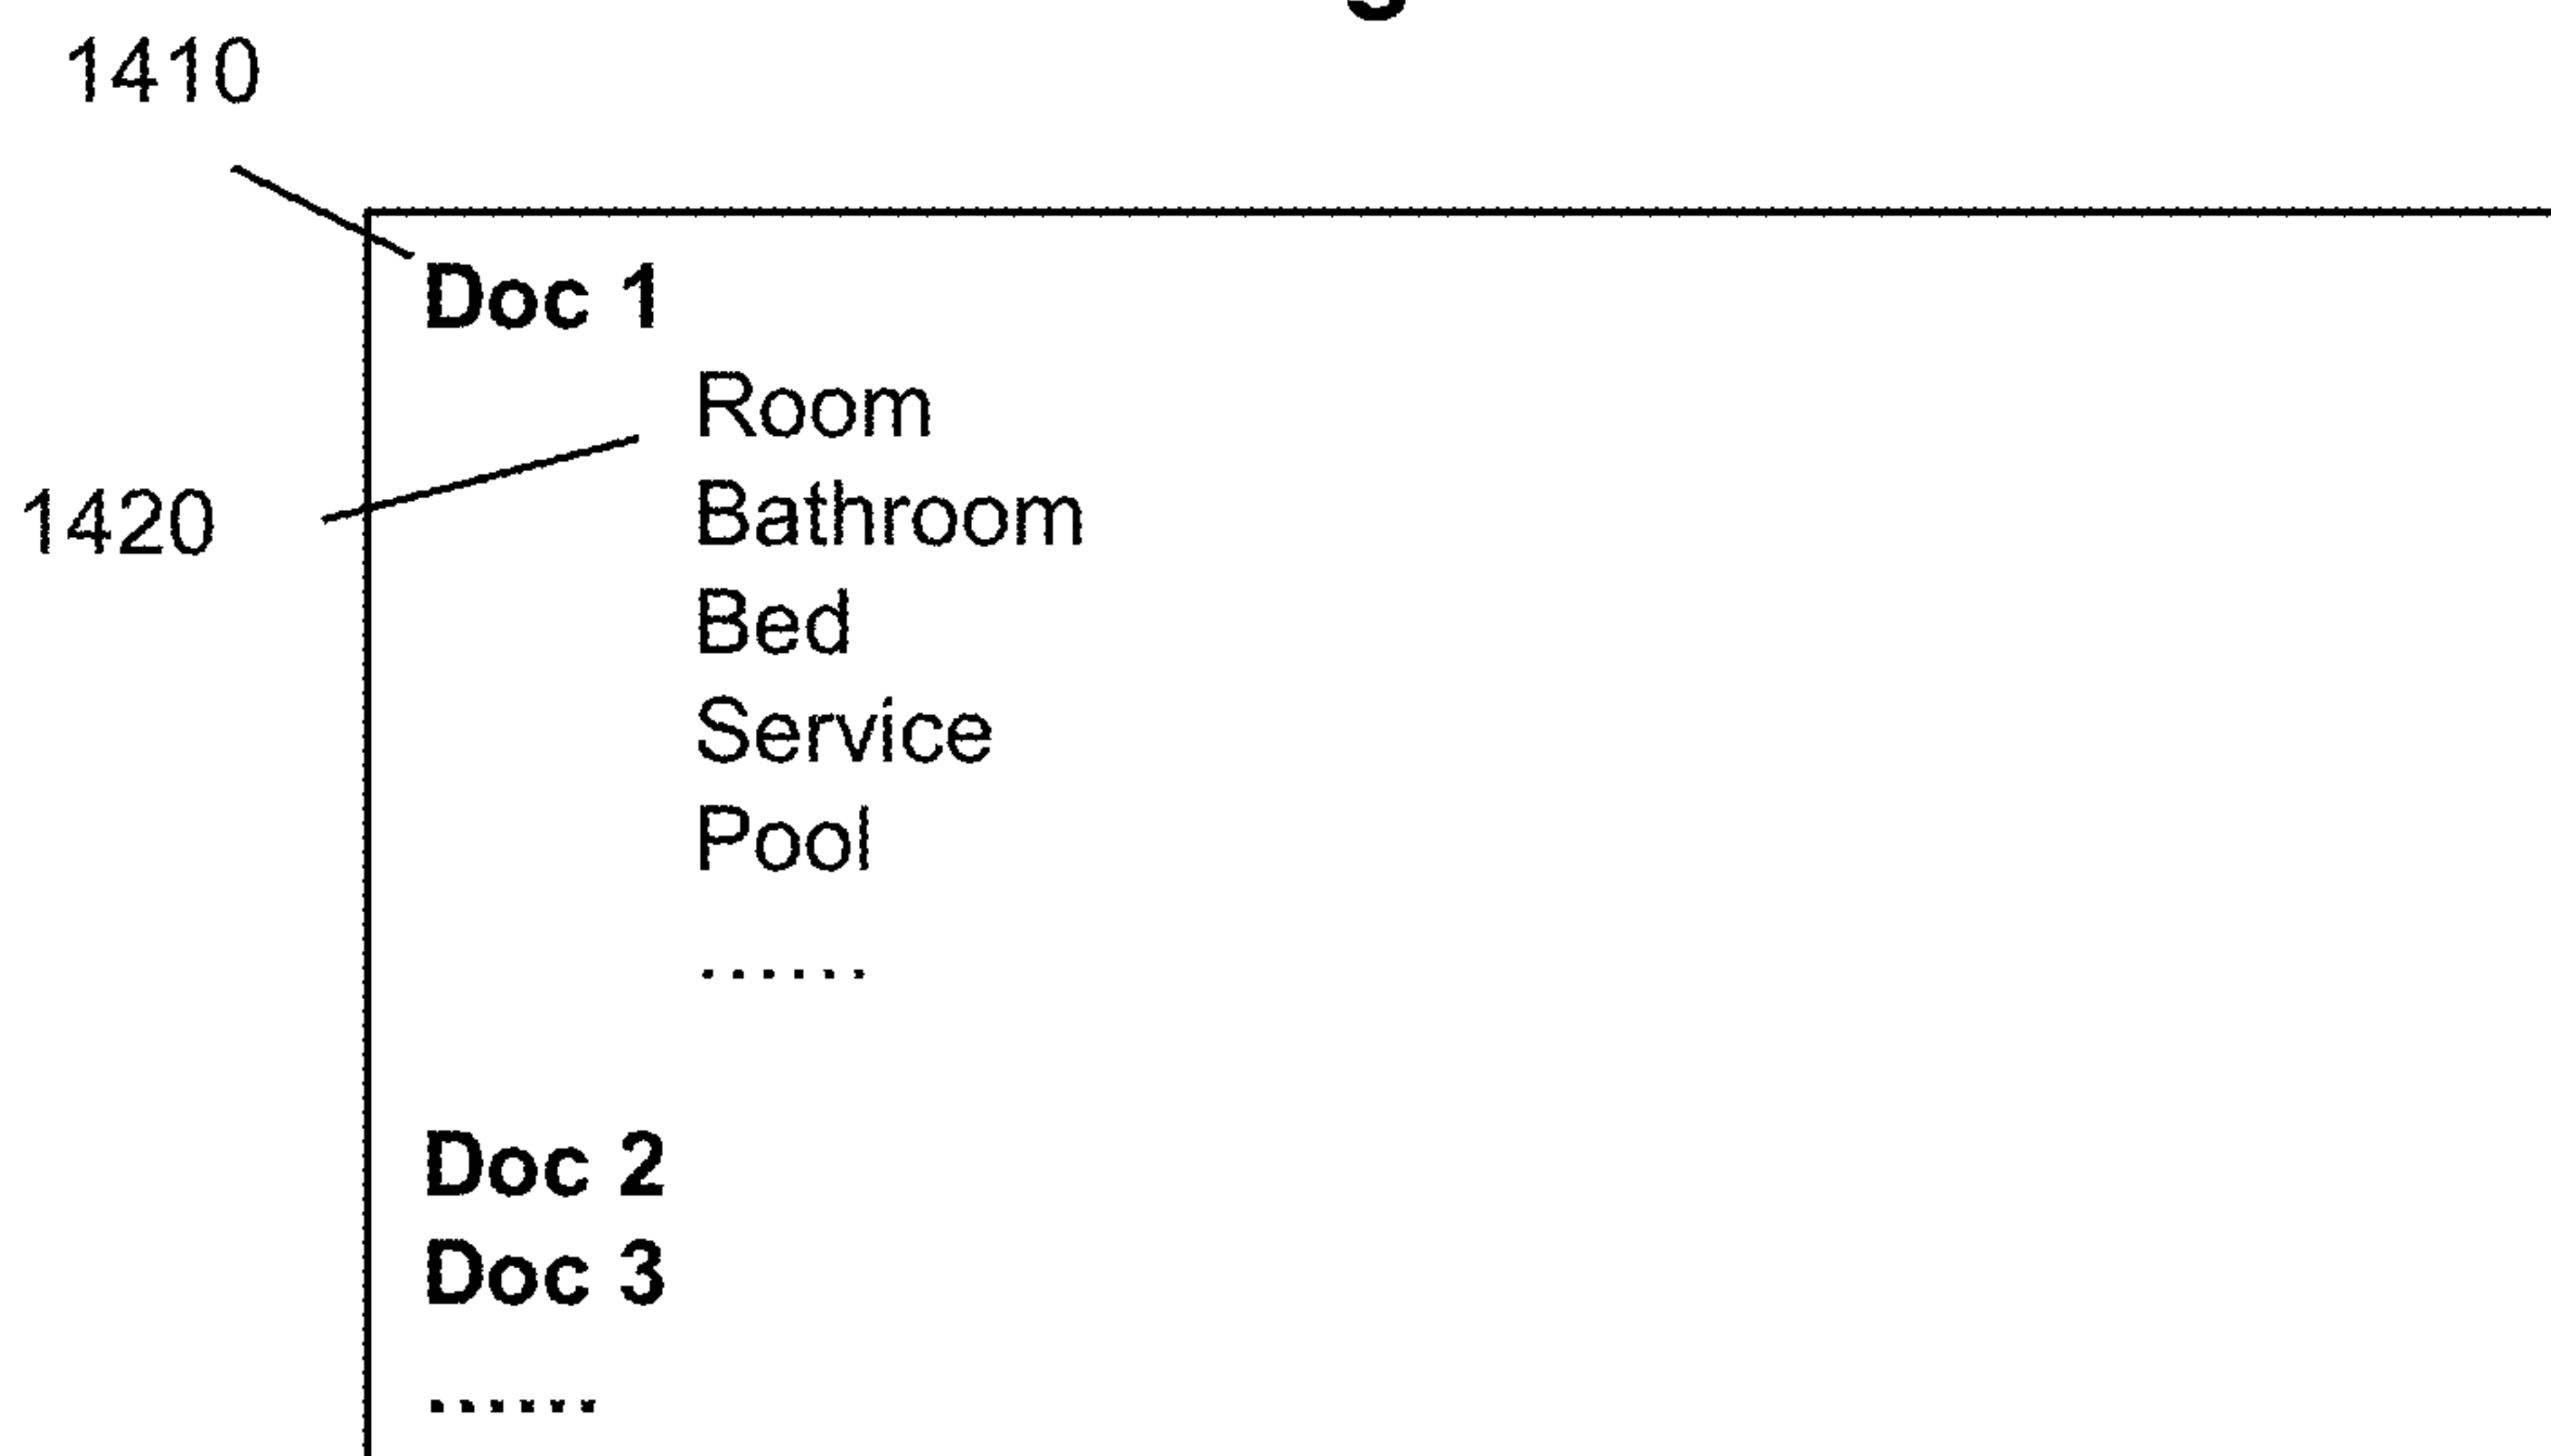 1410
Doc 1
Room
1420
Bathroom
Bed
Service
Pool
......
Doc 2
Doc 3
......